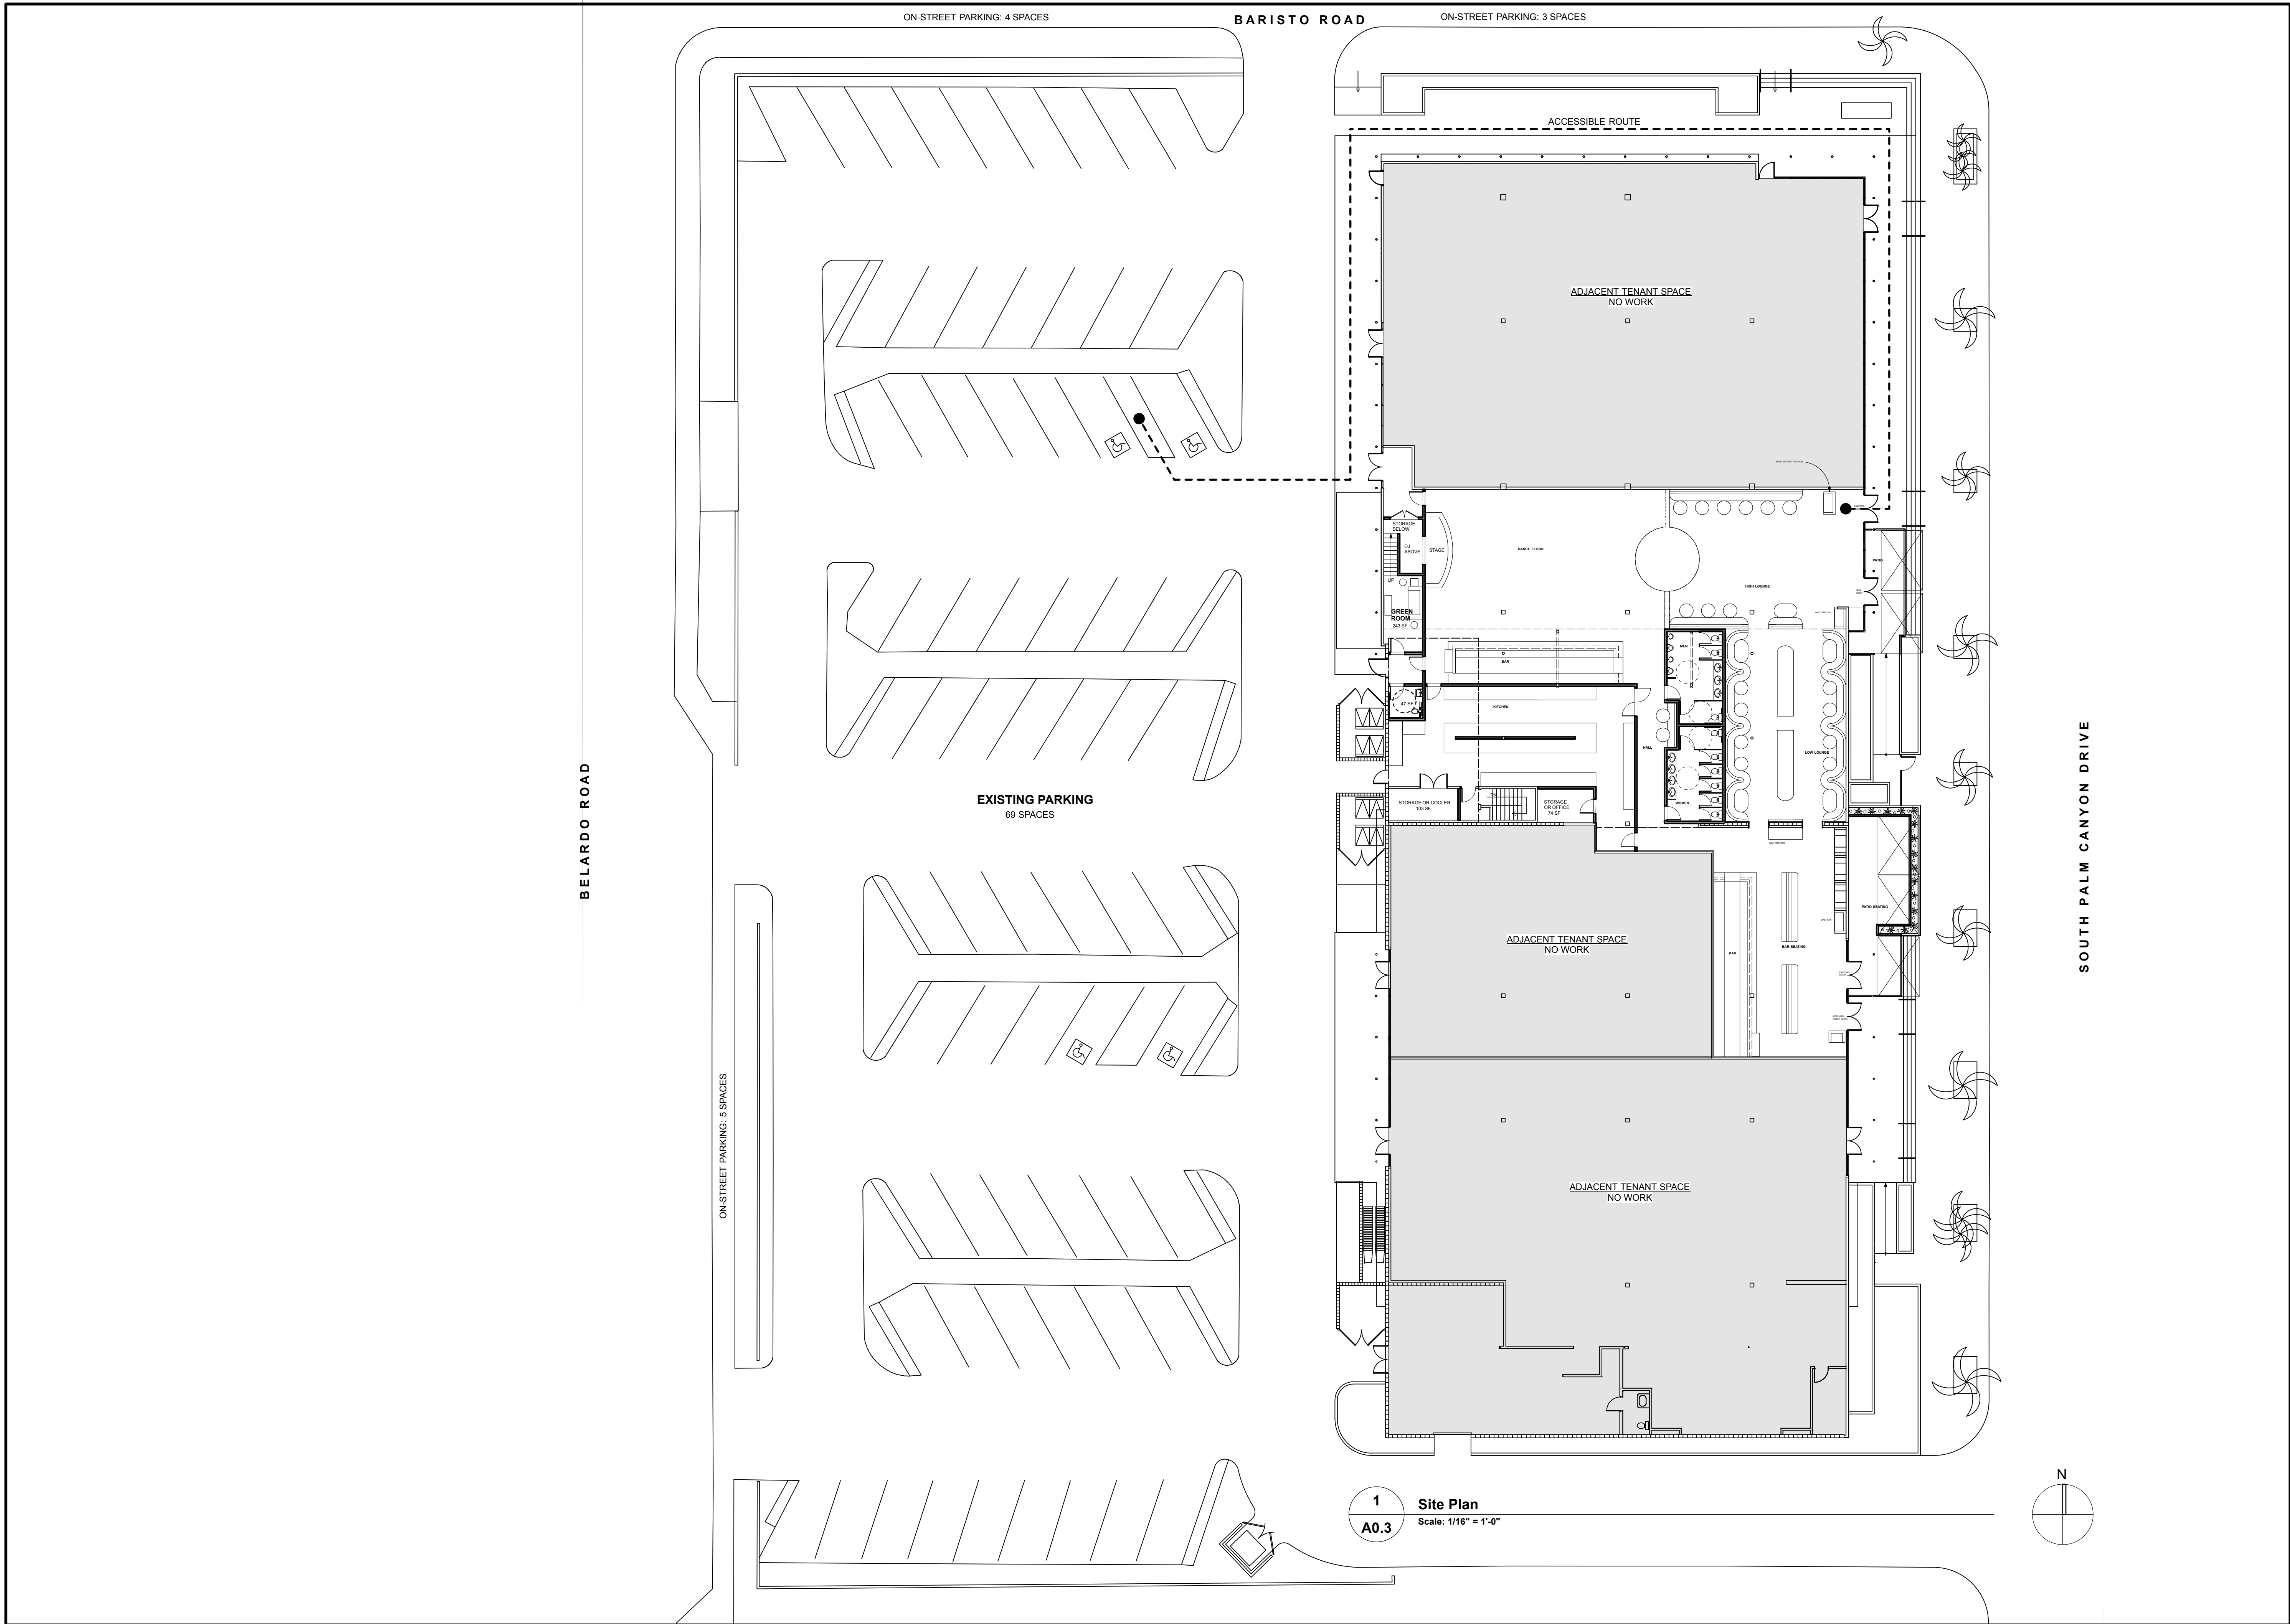 ON-STREET PARKING: 4 SPACES
BARISTO ROAD
ON-STREET PARKING: 3 SPACES
ACCESSIBLE ROUTE
ADJACENT TENANT SPACE
NO WORK
STORAGE
BELOW
DJ
ABOVE
STAGE
UP
DANCE FLOOR
HIGH LOUNGE
PATIO
GREEN
ROOM
243 SF
BAR
MEN
47 SF
KITCHEN
HALL
LOW LOUNGE
WOMEN
STORAGE OR COOLER
103 SF
STORAGE
OR OFFICE
74 SF
EXISTING PARKING
69 SPACES
BELARDO ROAD
SOUTH PALM CANYON DRIVE
PATIO SEATING
ADJACENT TENANT SPACE
NO WORK
BAR
BAR SEATING
ON-STREET PARKING: 5 SPACES
ADJACENT TENANT SPACE
NO WORK
N
1
A0.3
Site Plan
Scale: 1/16" = 1'-0"